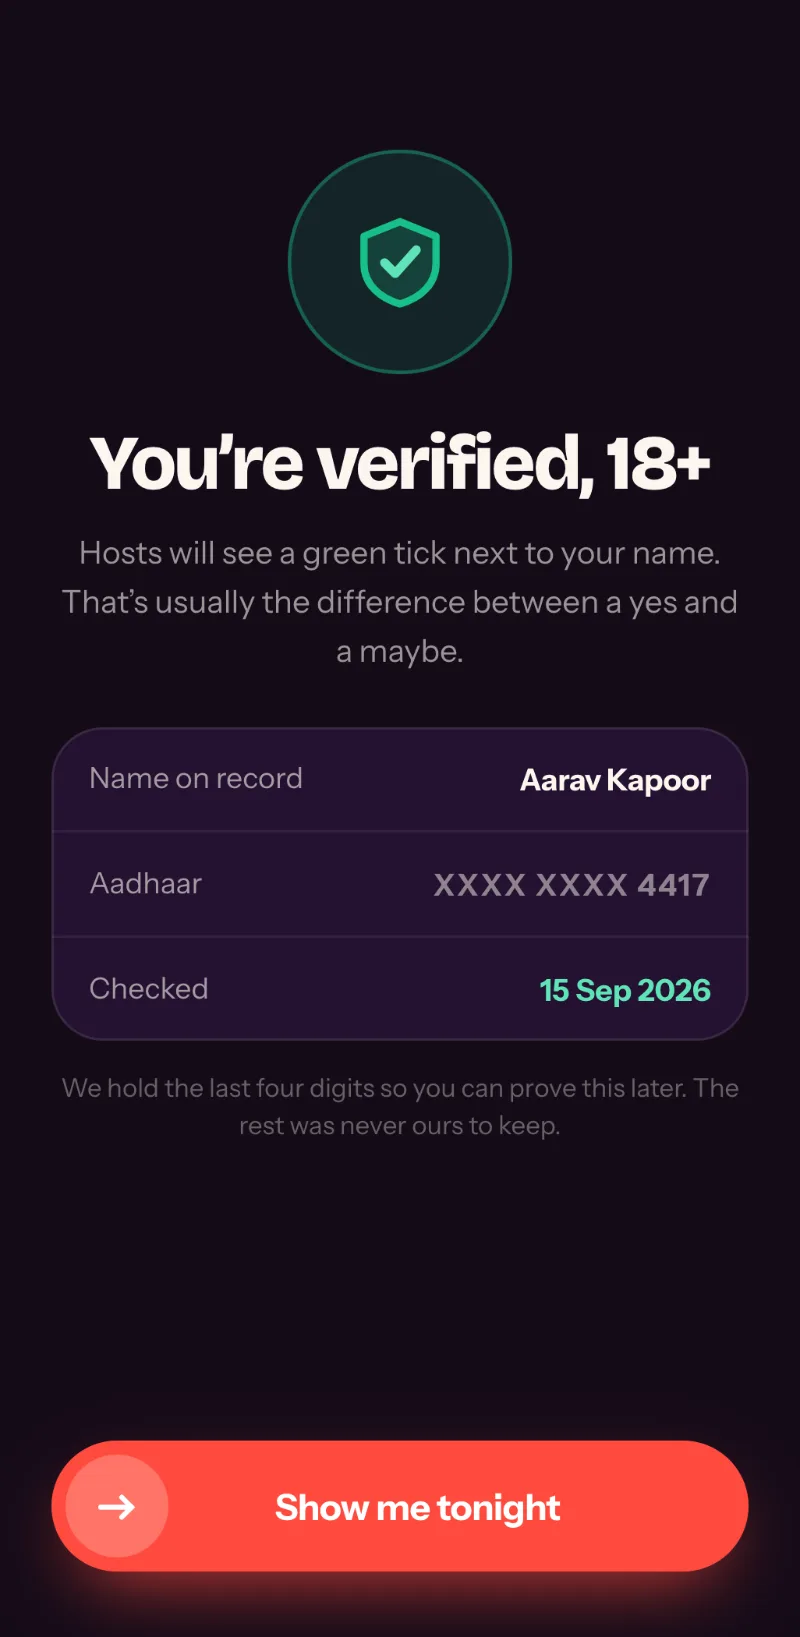 You’re verified, 18+
Hosts will see a green tick next to your name.
That’s usually the difference between a yes and
a maybe.
Name on record Aarav Kapoor
Aadhaar XXXX XXXX 4417
Checked 15 Sep 2026
We hold the last four digits so you can prove this later. The
rest was never ours to keep.
Show me tonight